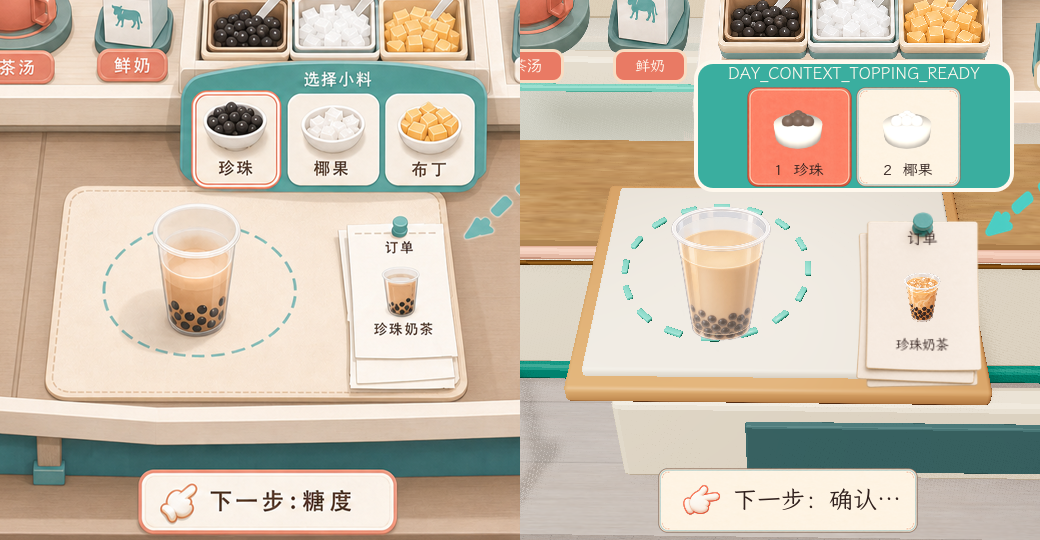 茶汤
鲜奶
选择小料
珍珠
椰果
布丁
订单
珍珠奶茶
下一步:糖度
茶汤
鲜奶
DAY_CONTEXT_TOPPING_READY
1 珍珠
2 椰果
订单
珍珠奶茶
下一步: 确认…